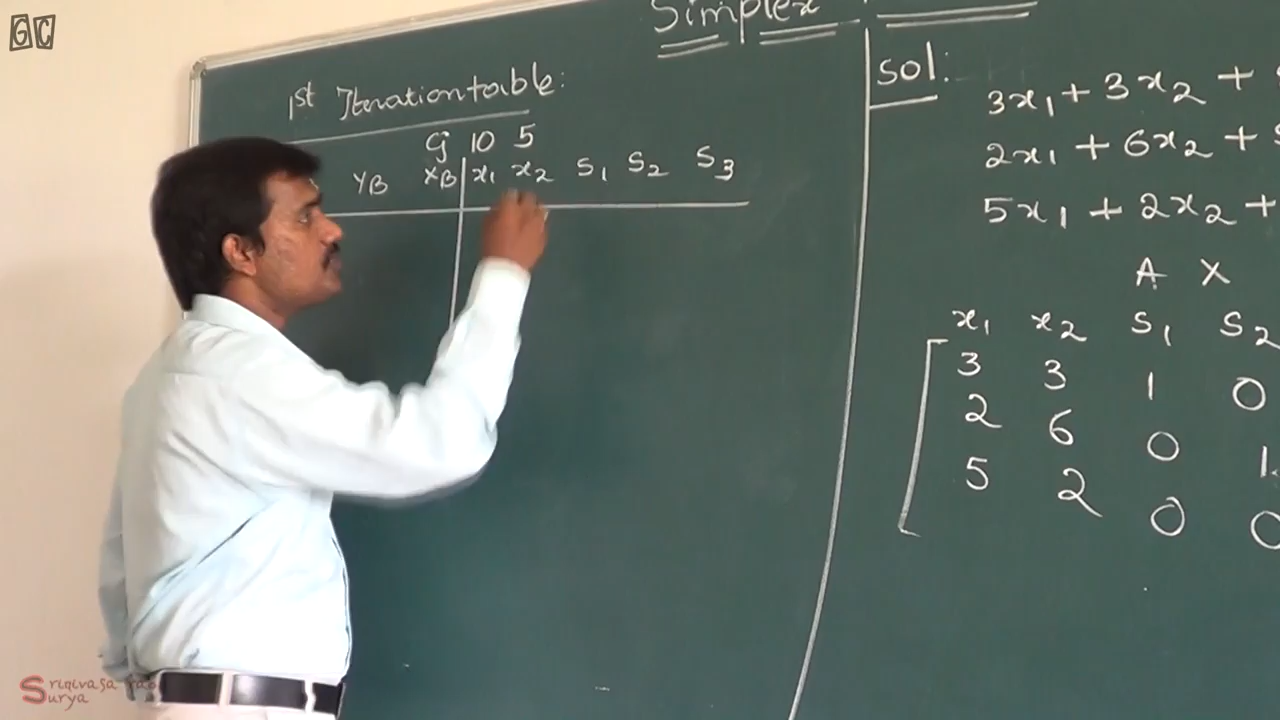 GC
Simplex
1st Iteration table:
Cj 10 5
YB XB x1 x2 S1 S2 S3
Sol:
3x1 + 3x2 +
2x1 + 6x2 +
5x1 + 2x2 +
A X
x1 x2 S1 S2
3 3 1 0
2 6 0 1
5 2 0 0
Srinivasa rao
Surya